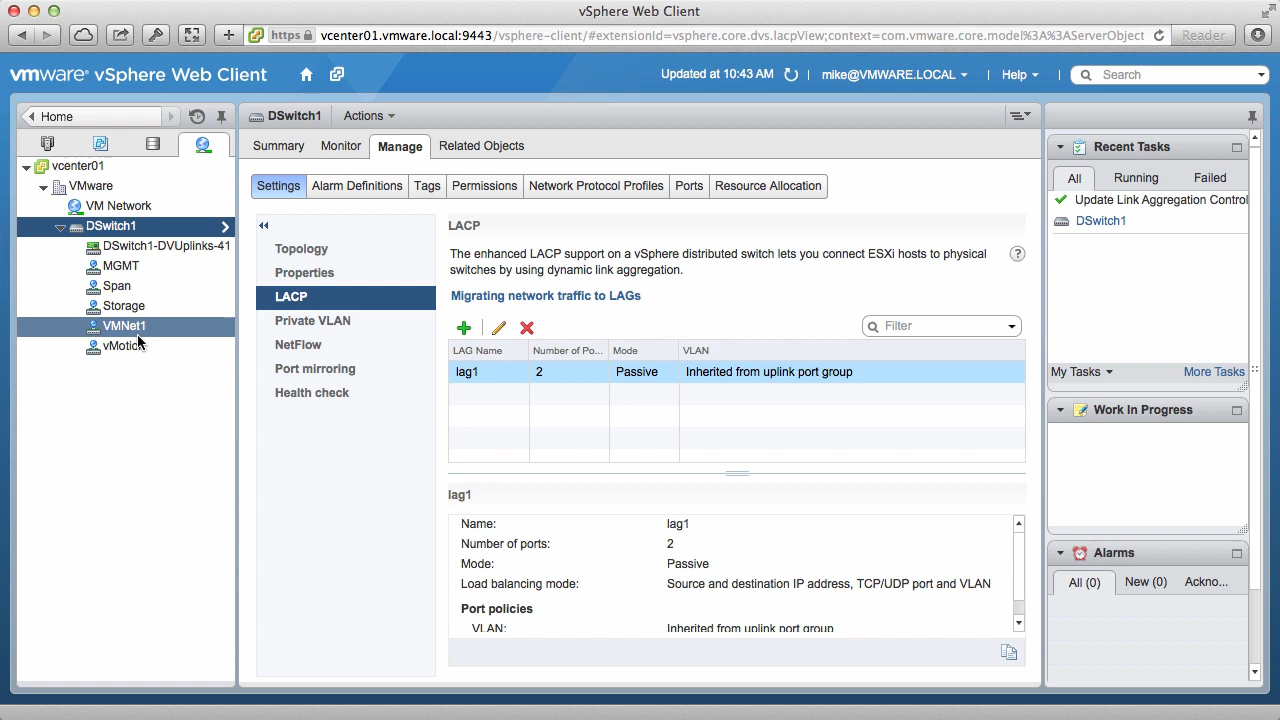 vSphere Web Client
https vcenter01.vmware.local:9443/vsphere-client/#extensionId=vsphere.core.dvs.lacpView;context=com.vmware.core.model%3A%3AServerObject
Reader
vmware® vSphere Web Client
Updated at 10:43 AM
mike@VMWARE.LOCAL
Help
Search
Home
vcenter01
VMware
VM Network
DSwitch1
DSwitch1-DVUplinks-41
MGMT
Span
Storage
VMNet1
DSwitch1 Actions
Summary Monitor Manage Related Objects
Settings Alarm Definitions Tags Permissions Network Protocol Profiles Ports Resource Allocation
Topology
Properties
LACP
Private VLAN
NetFlow
Port mirroring
Health check
LACP
The enhanced LACP support on a vSphere distributed switch lets you connect ESXi hosts to physical
switches by using dynamic link aggregation.
Migrating network traffic to LAGs
Filter
LAG Name Number of Po... Mode VLAN
lag1 2 Passive Inherited from uplink port group
lag1
Name: lag1
Number of ports: 2
Mode: Passive
Load balancing mode: Source and destination IP address, TCP/UDP port and VLAN
Port policies
VLAN: Inherited from uplink port group
Recent Tasks
All Running Failed
Update Link Aggregation Control
DSwitch1
My Tasks More Tasks
Work In Progress
Alarms
All (0) New (0) Ackno...